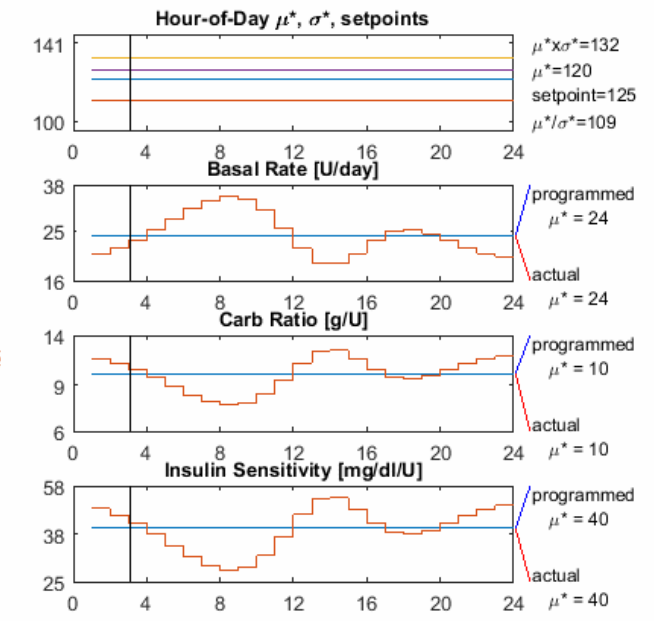 Hour-of-Day μ*, σ*, setpoints
141
100
μ*xσ*=132
μ*=120
setpoint=125
μ*/σ*=109
0 4 8 12 16 20 24
Basal Rate [U/day]
38
25
16
programmed
μ* = 24
actual
μ* = 24
0 4 8 12 16 20 24
Carb Ratio [g/U]
14
9
6
programmed
μ* = 10
actual
μ* = 10
0 4 8 12 16 20 24
Insulin Sensitivity [mg/dl/U]
58
38
25
programmed
μ* = 40
actual
μ* = 40
0 4 8 12 16 20 24